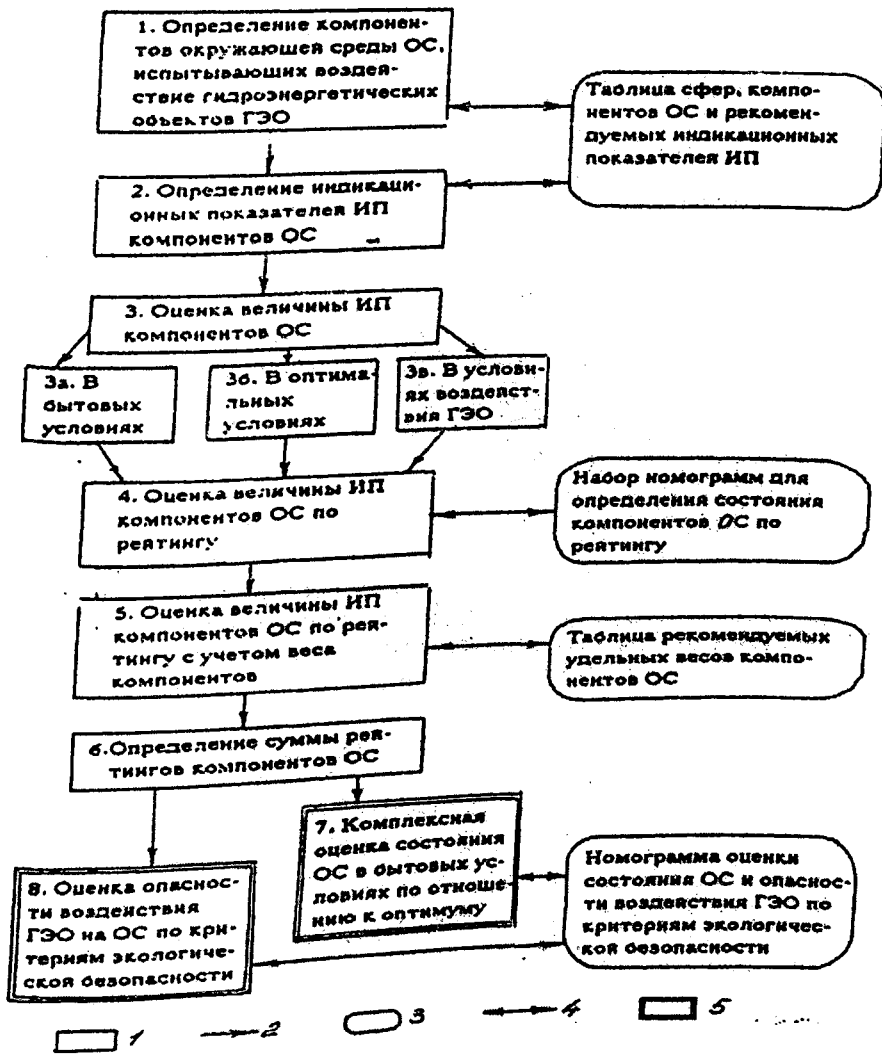 1. Определение компонен-
тов окружающей среды ОС,
испытывающих воздей-
ствие гидроэнергетических
объектов ГЭО
Таблица сфер, компо-
нентов ОС и рекомен-
дуемых индикационных
показателей ИП
2. Определение индикаци-
онных показателей ИП
компонентов ОС
3. Оценка величины ИП
компонентов ОС
3а. В
бытовых
условиях
3б. В оптима-
льных
условиях
3в. В услови-
ях воздейст-
вия ГЭО
4. Оценка величины ИП
компонентов ОС по
рейтингу
Набор номограмм для
определения состояния
компонентов ОС по
рейтингу
5. Оценка величины ИП
компонентов ОС по рей-
тингу с учетом веса
компонентов
Таблица рекомендуемых
удельных весов компо-
нентов ОС
6.Определение суммы рей-
тингов компонентов ОС
7. Комплексная
оценка состояния
ОС в бытовых ус-
ловиях по отноше-
нию к оптимуму
8. Оценка опаснос-
ти воздействия
ГЭО на ОС по кри-
териям экологиче-
ской безопасности
Номограмма оценки
состояния ОС и опаснос-
ти воздействия ГЭО по
критериям экологичес-
кой безопасности
1 2 3 4 5